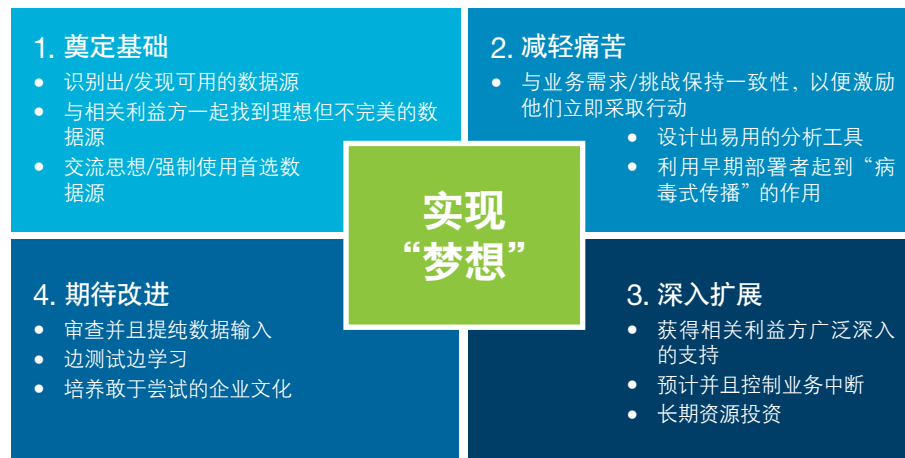 1. 奠定基础
● 识别出/发现可用的数据源
● 与相关利益方一起找到理想但不完美的数
据源
● 交流思想/强制使用首选数
据源
2. 减轻痛苦
● 与业务需求/挑战保持一致性，以便激励
他们立即采取行动
● 设计出易用的分析工具
● 利用早期部署者起到“病
毒式传播”的作用
实现
“梦想”
4. 期待改进
● 审查并且提纯数据输入
● 边测试边学习
● 培养敢于尝试的企业文化
3. 深入扩展
● 获得相关利益方广泛深入
的支持
● 预计并且控制业务中断
● 长期资源投资